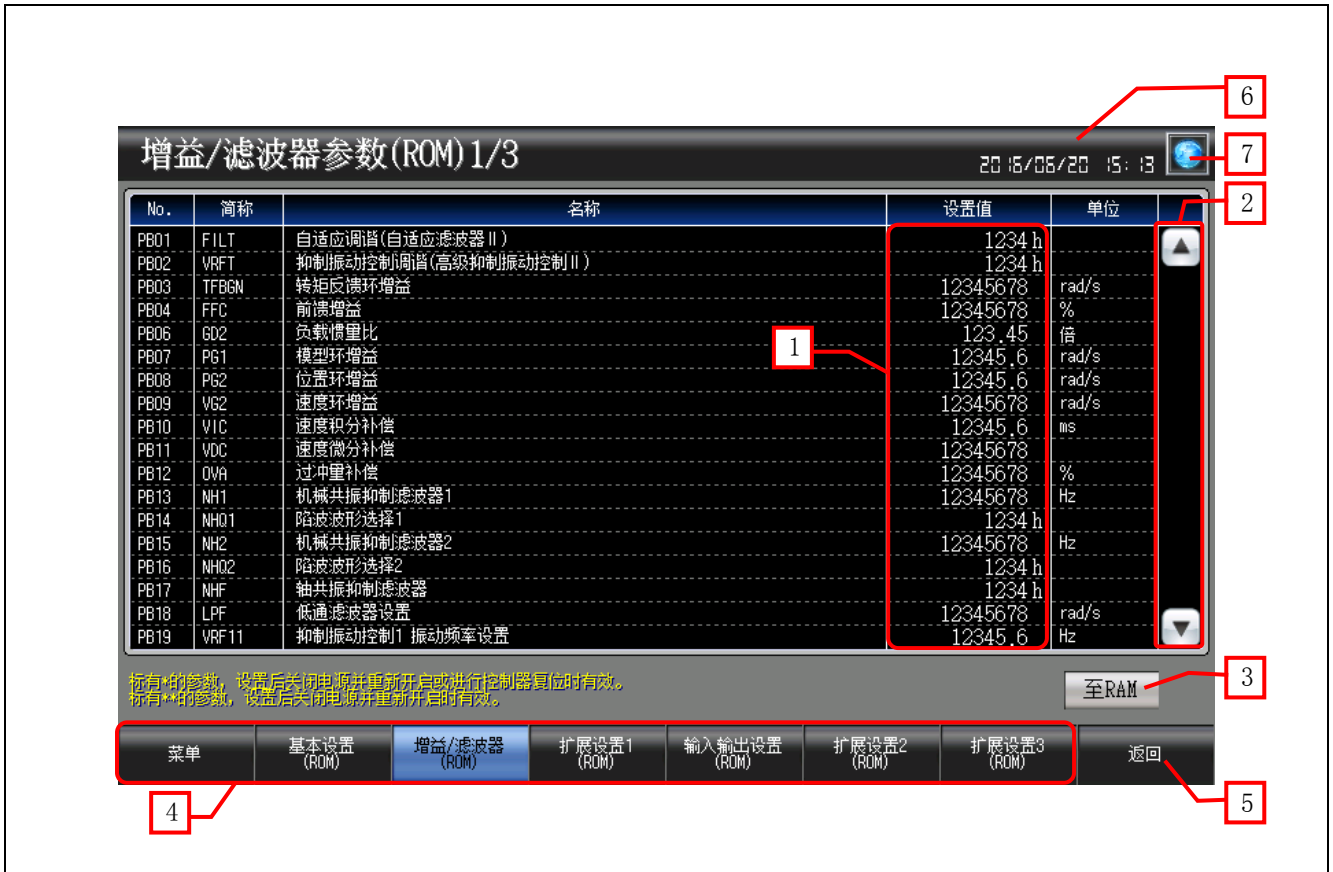 6
增益/滤波器参数(ROM)1/3
2016/06/20 15:13
7
No. 简称 名称 设置值 单位
2
PB01 FILT 自适应调谐(自适应滤波器Ⅱ) 1234 h
PB02 VRFT 抑制振动控制调谐(高级抑制振动控制Ⅱ) 1234 h
PB03 TFBGN 转矩反馈环增益 12345678 rad/s
PB04 FFC 前馈增益 12345678 %
PB06 GD2 负载惯量比 123.45 倍
1
PB07 PG1 模型环增益 12345.6 rad/s
PB08 PG2 位置环增益 12345.6 rad/s
PB09 VG2 速度环增益 12345678 rad/s
PB10 VIC 速度积分补偿 12345.6 ms
PB11 VDC 速度微分补偿 12345678
PB12 OVA 过冲量补偿 12345678 %
PB13 NH1 机械共振抑制滤波器1 12345678 Hz
PB14 NHQ1 陷波波形选择1 1234 h
PB15 NH2 机械共振抑制滤波器2 12345678 Hz
PB16 NHQ2 陷波波形选择2 1234 h
PB17 NHF 轴共振抑制滤波器 1234 h
PB18 LPF 低通滤波器设置 12345678 rad/s
PB19 VRF11 抑制振动控制1 振动频率设置 12345.6 Hz
标有*的参数，设置后关闭电源并重新开启或进行控制器复位时有效。
标有**的参数，设置后关闭电源并重新开启时有效。
至RAM
3
菜单
基本设置
(ROM)
增益/滤波器
(ROM)
扩展设置1
(ROM)
输入输出设置
(ROM)
扩展设置2
(ROM)
扩展设置3
(ROM)
返回
4
5